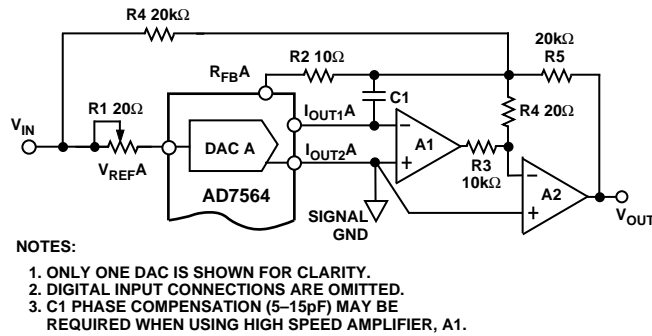 R4 20kΩ
20kΩ
R5
R2 10Ω
RFBA
C1
R4 20Ω
R1 20Ω
IOUT1A
VIN
DAC A
A1
IOUT2A
R3
10kΩ
A2
VREFA
AD7564
SIGNAL
GND
VOUT
NOTES:
1. ONLY ONE DAC IS SHOWN FOR CLARITY.
2. DIGITAL INPUT CONNECTIONS ARE OMITTED.
3. C1 PHASE COMPENSATION (5–15pF) MAY BE
REQUIRED WHEN USING HIGH SPEED AMPLIFIER, A1.